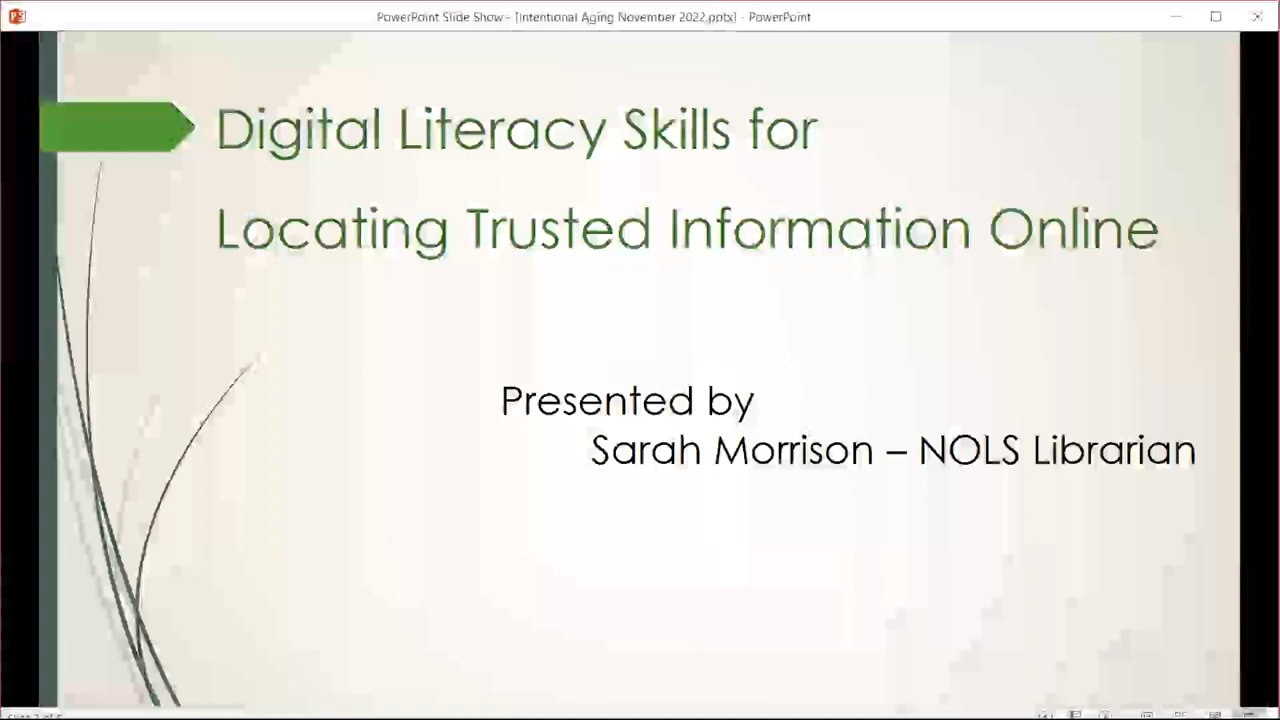 PowerPoint Slide Show - [Intentional Aging November 2022.pptx] - PowerPoint
Digital Literacy Skills for
Locating Trusted Information Online
Presented by
Sarah Morrison – NOLS Librarian